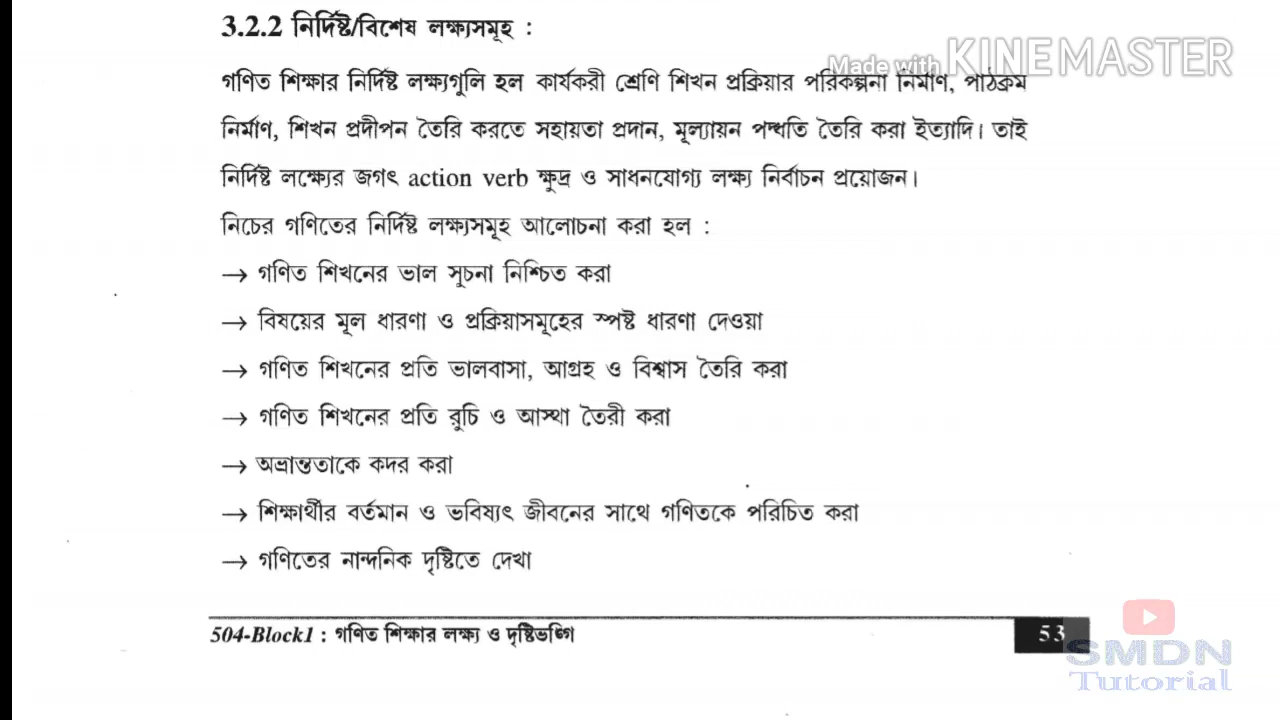 3.2.2 নির্দিষ্ট/বিশেষ লক্ষ্যসমূহ :
Made with KINEMASTER
গণিত শিক্ষার নির্দিষ্ট লক্ষ্যগুলি হল কার্যকরী শ্রেণি শিখন প্রক্রিয়ার পরিকল্পনা নির্মাণ, পাঠক্রম
নির্মাণ, শিখন প্রদীপন তৈরি করতে সহায়তা প্রদান, মূল্যায়ন পদ্ধতি তৈরি করা ইত্যাদি। তাই
নির্দিষ্ট লক্ষ্যের জগৎ action verb ক্ষুদ্র ও সাধনযোগ্য লক্ষ্য নির্বাচন প্রয়োজন।
নিচের গণিতের নির্দিষ্ট লক্ষ্যসমূহ আলোচনা করা হল :
→ গণিত শিখনের ভাল সূচনা নিশ্চিত করা
→ বিষয়ের মূল ধারণা ও প্রক্রিয়াসমূহের স্পষ্ট ধারণা দেওয়া
→ গণিত শিখনের প্রতি ভালবাসা, আগ্রহ ও বিশ্বাস তৈরি করা
→ গণিত শিখনের প্রতি রুচি ও আস্থা তৈরী করা
→ অভ্রান্ততাকে কদর করা
→ শিক্ষার্থীর বর্তমান ও ভবিষ্যৎ জীবনের সাথে গণিতকে পরিচিত করা
→ গণিতের নান্দনিক দৃষ্টিতে দেখা
504-Block1 : গণিত শিক্ষার লক্ষ্য ও দৃষ্টিভঙ্গি
53
SMDN
Tutorial